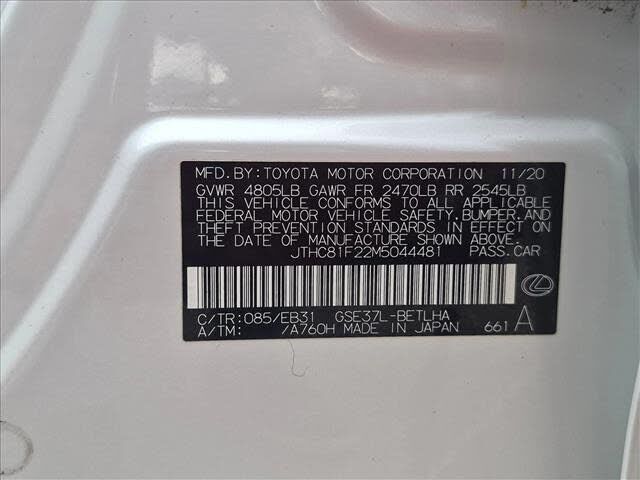 MFD.BY:TOYOTA MOTOR CORPORATION 11/20
GVWR 4805LB GAWR FR 2470LB RR 2545LB
THIS VEHICLE CONFORMS TO ALL APPLICABLE
FEDERAL MOTOR VEHICLE SAFETY,BUMPER,AND
THEFT PREVENTION STANDARDS IN EFFECT ON
THE DATE OF MANUFACTURE SHOWN ABOVE.
JTHC81F22M5044481 PASS.CAR
C/TR:085/EB31 GSE37L-BETLHA
A/TM: /A760H MADE IN JAPAN 661 A